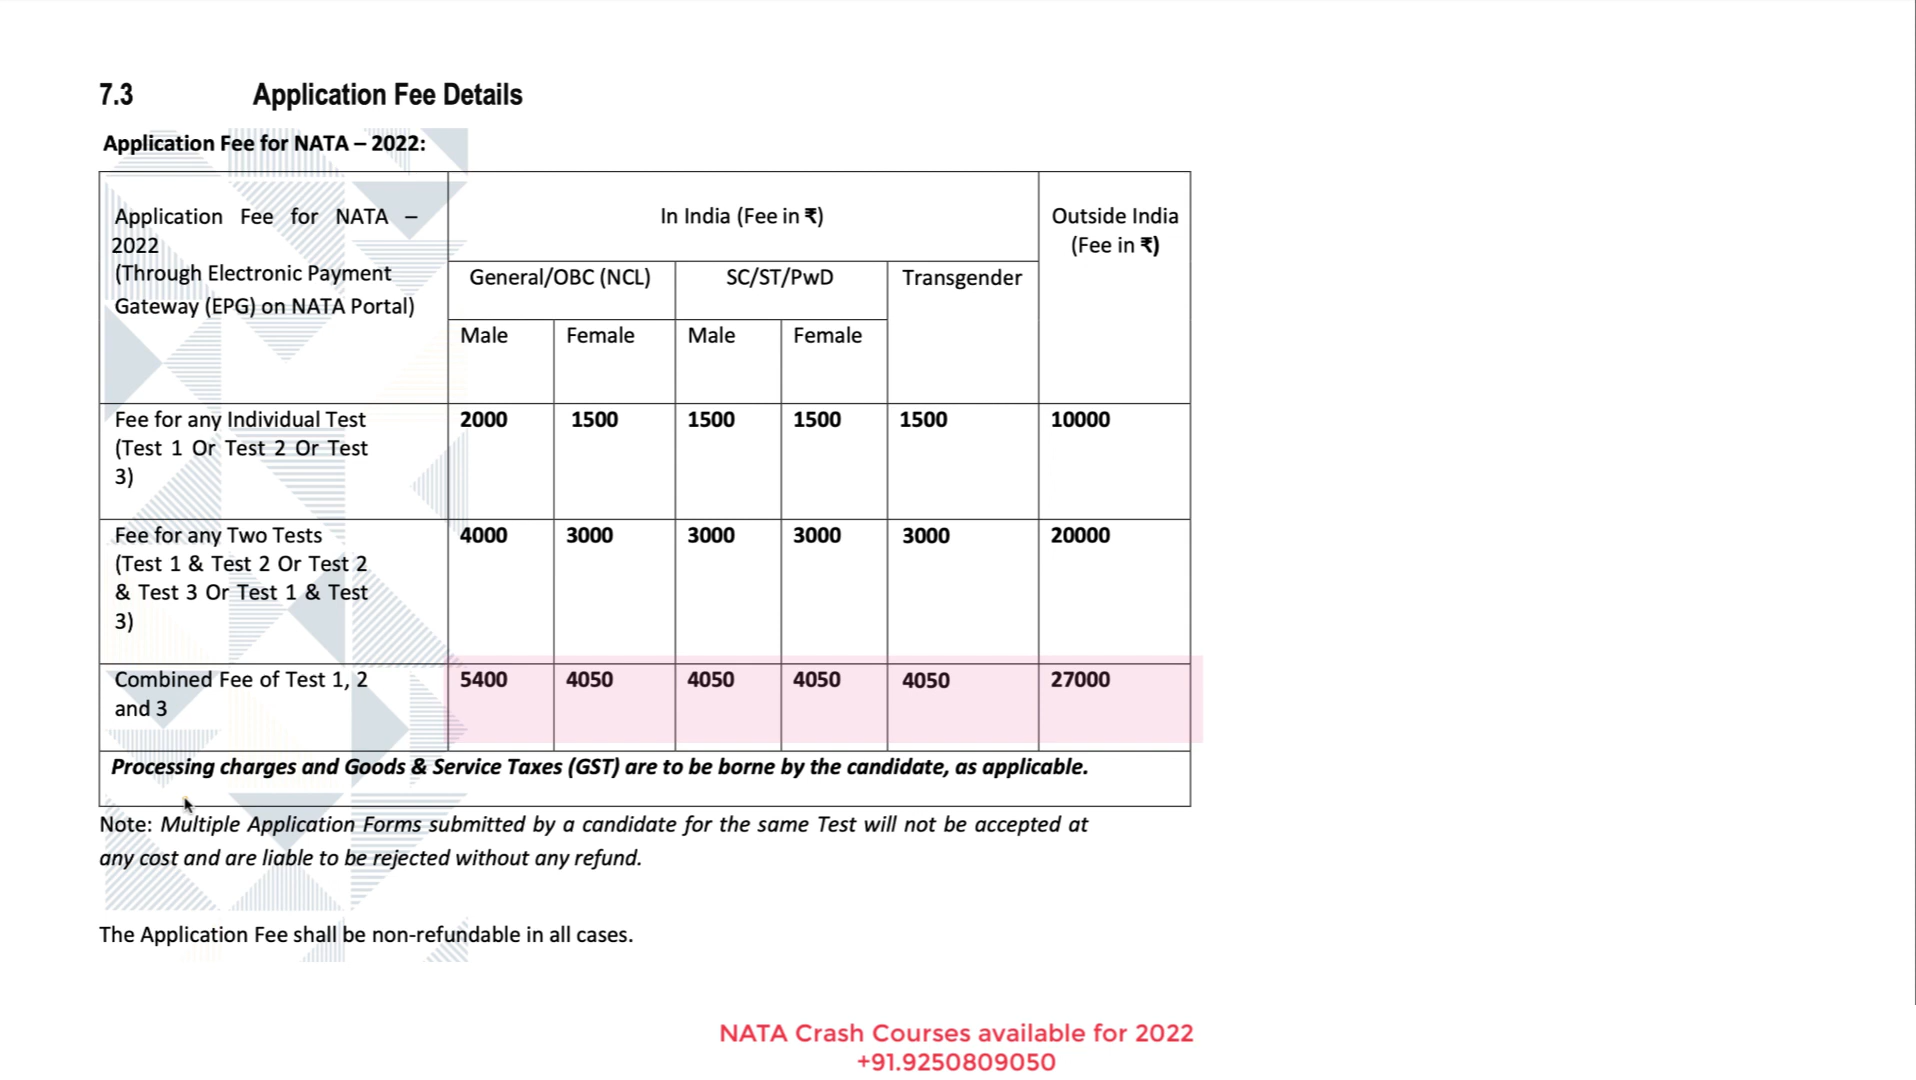 7.3 Application Fee Details
Application Fee for NATA – 2022:
Application Fee for NATA –
2022
(Through Electronic Payment
Gateway (EPG) on NATA Portal)
In India (Fee in ₹)
Outside India
(Fee in ₹)
General/OBC (NCL) SC/ST/PwD Transgender
Male Female Male Female
Fee for any Individual Test
(Test 1 Or Test 2 Or Test
3)
2000 1500 1500 1500 1500 10000
Fee for any Two Tests
(Test 1 & Test 2 Or Test 2
& Test 3 Or Test 1 & Test
3)
4000 3000 3000 3000 3000 20000
Combined Fee of Test 1, 2
and 3
5400 4050 4050 4050 4050 27000
Processing charges and Goods & Service Taxes (GST) are to be borne by the candidate, as applicable.
Note: Multiple Application Forms submitted by a candidate for the same Test will not be accepted at
any cost and are liable to be rejected without any refund.
The Application Fee shall be non-refundable in all cases.
NATA Crash Courses available for 2022
+91.9250809050